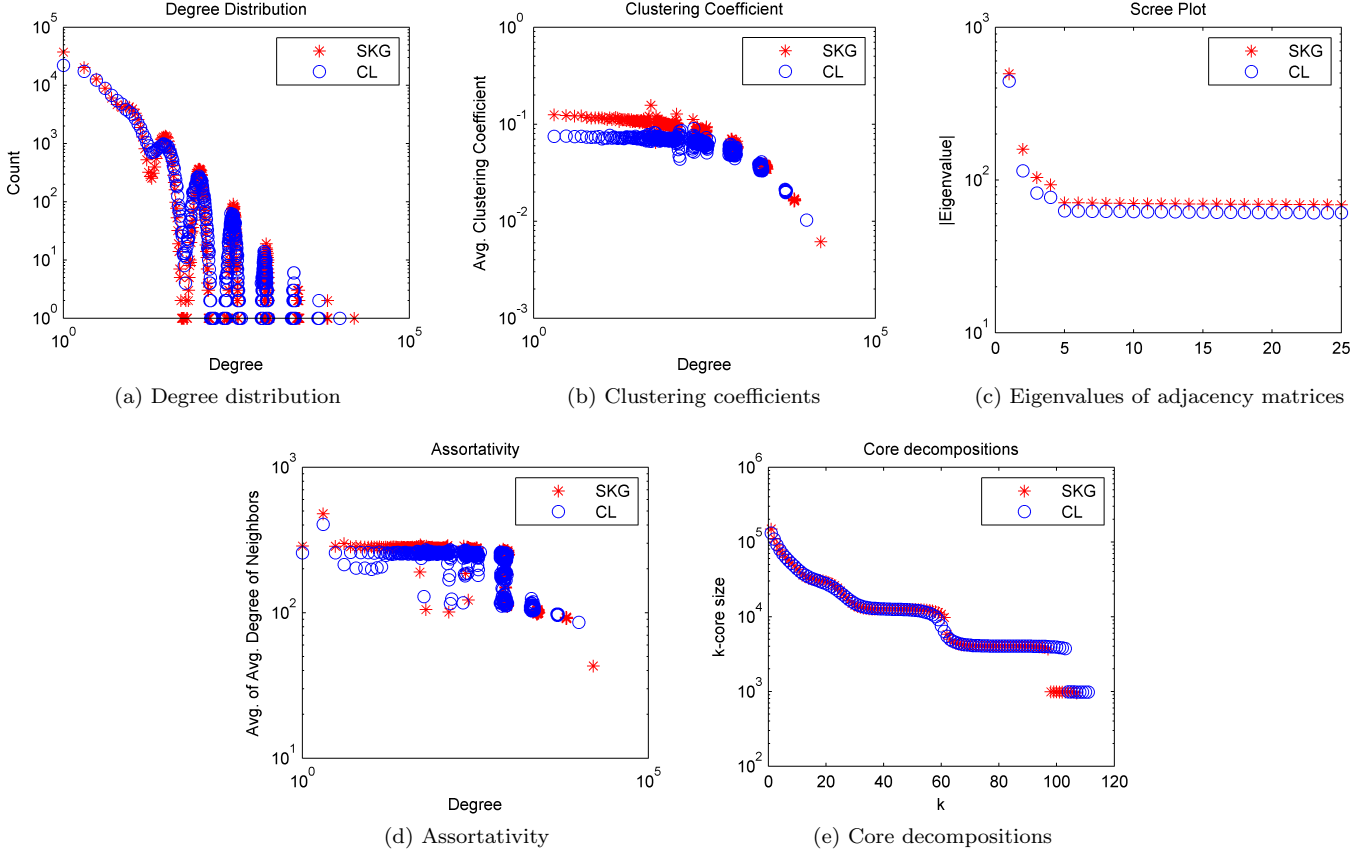 Degree Distribution
10^5
10^4
10^3
10^2
10^1
10^0
10^0
10^5
Count
Degree
SKG
CL
(a) Degree distribution
Clustering Coefficient
10^0
10^-1
10^-2
10^-3
10^0
10^5
Avg. Clustering Coefficient
Degree
SKG
CL
(b) Clustering coefficients
Scree Plot
10^3
10^2
10^1
0 5 10 15 20 25
|Eigenvalue|
SKG
CL
(c) Eigenvalues of adjacency matrices
Assortativity
10^3
10^2
10^1
10^0
10^5
Avg. of Avg. Degree of Neighbors
Degree
SKG
CL
(d) Assortativity
Core decompositions
10^6
10^5
10^4
10^3
10^2
0 20 40 60 80 100 120
k-core size
k
SKG
CL
(e) Core decompositions